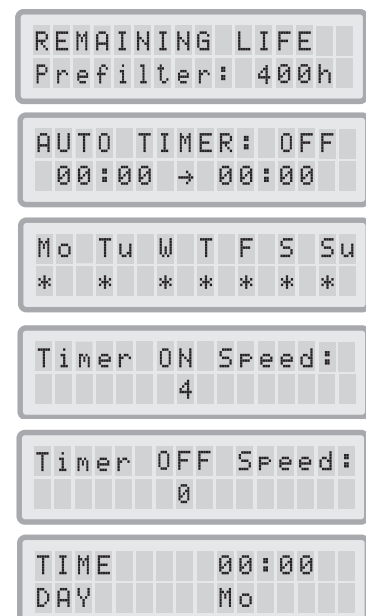 REMAINING LIFE
Prefilter: 400h
AUTO TIMER: OFF
00:00 → 00:00
Mo Tu W T F S Su
* * * * * * *
Timer ON Speed:
4
Timer OFF Speed:
0
TIME 00:00
DAY Mo